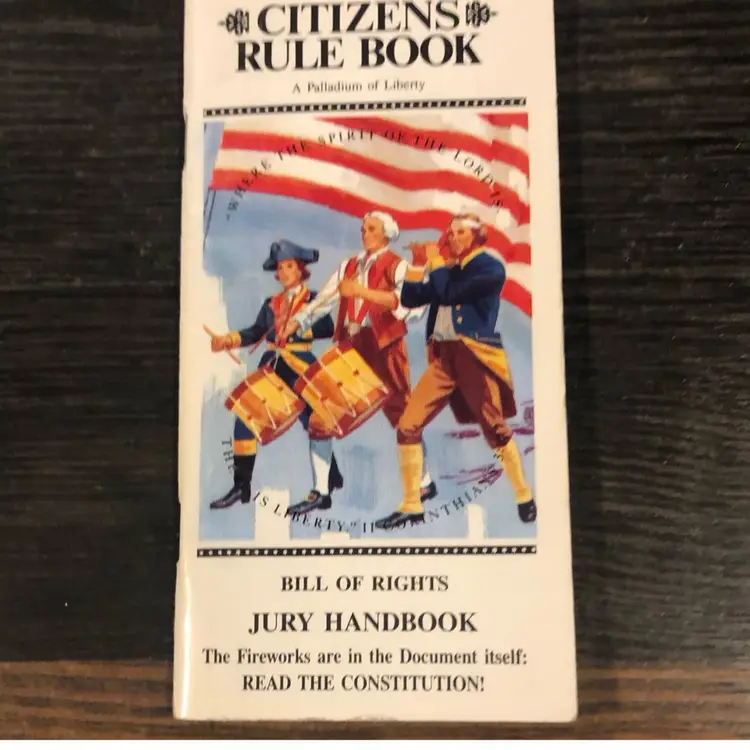 CITIZENS
RULE BOOK
A Palladium of Liberty
"WHERE THE SPIRIT OF THE LORD IS
IS LIBERTY." II CORINTHIANS
BILL OF RIGHTS
JURY HANDBOOK
The Fireworks are in the Document itself:
READ THE CONSTITUTION!